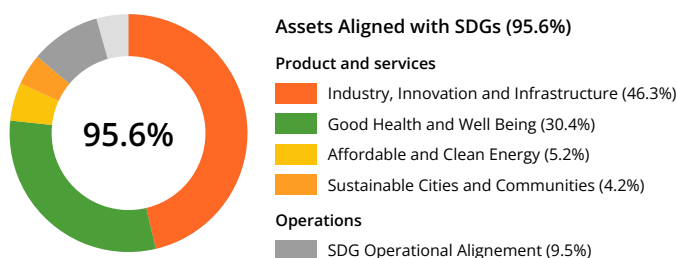 Assets Aligned with SDGs (95.6%)
Product and services
Industry, Innovation and Infrastructure (46.3%)
Good Health and Well Being (30.4%)
Affordable and Clean Energy (5.2%)
Sustainable Cities and Communities (4.2%)
Operations
SDG Operational Alignement (9.5%)
95.6%